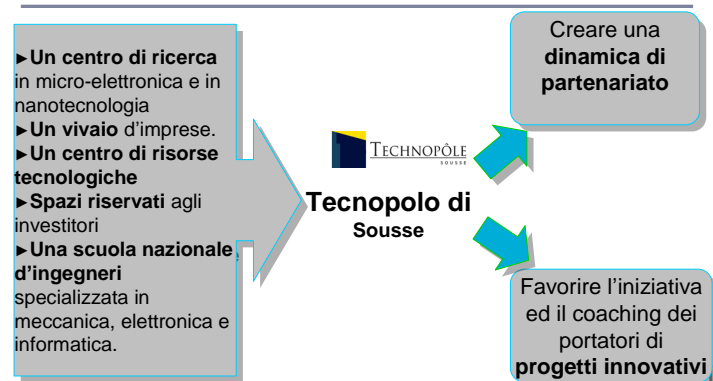 ►Un centro di ricerca
in micro-elettronica e in
nanotecnologia
►Un vivaio d'imprese.
►Un centro di risorse
tecnologiche
►Spazi riservati agli
investitori
►Una scuola nazionale
d'ingegneri
specializzata in
meccanica, elettronica e
informatica.
TECHNOPÔLE
SOUSSE
Tecnopolo di
Sousse
Creare una
dinamica di
partenariato
Favorire l'iniziativa
ed il coaching dei
portatori di
progetti innovativi